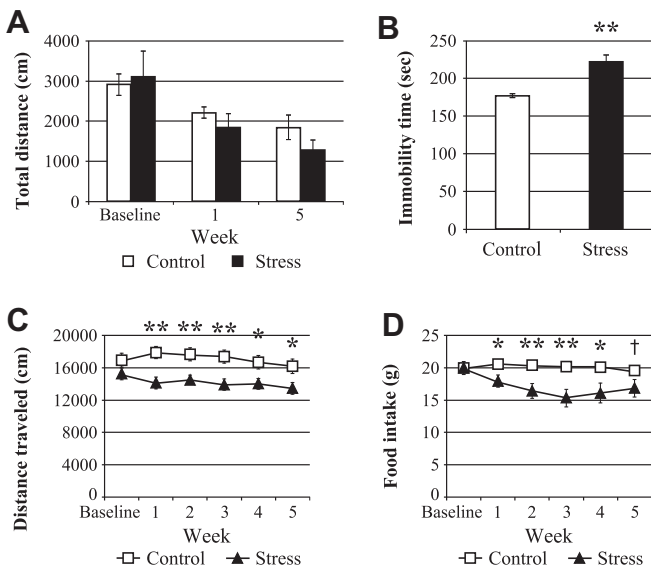 A
Total distance (cm)
4000
3000
2000
1000
0
Baseline 1 5
Week
Control Stress
B
Immobility time (sec)
**
250
200
150
100
50
0
Control Stress
C
Distance traveled (cm)
20000
16000
12000
8000
4000
0
** ** ** * *
Baseline 1 2 3 4 5
Week
Control Stress
D
Food intake (g)
25
20
15
10
5
0
* ** ** * †
Baseline 1 2 3 4 5
Week
Control Stress